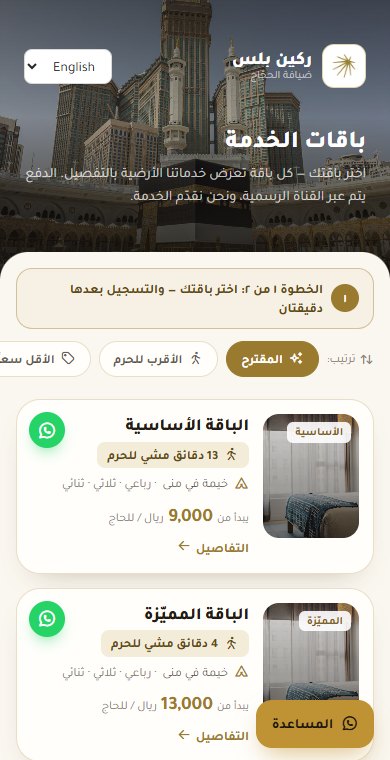 ركين بلس
ضيافة الحجاج
English
باقات الخدمة
اختر باقتك – كل باقة تعرض خدماتنا الأرضية بالتفصيل. الدفع
يتم عبر القناة الرسمية، ونحن نقدّم الخدمة.
١
الخطوة ١ من ٢: اختر باقتك – والتسجيل بعدها
دقيقتان
ترتيب:
المقترح
الأقرب للحرم
الأقل سعـ
الأساسية
الباقة الأساسية
13 دقائق مشي للحرم
خيمة في منى · رباعي · ثلاثي · ثنائي
يبدأ من 9,000 ريال / للحاج
التفاصيل ←
المميّزة
الباقة المميّزة
4 دقائق مشي للحرم
خيمة في منى · رباعي · ثلاثي · ثنائي
يبدأ من 13,000 ريال / للحاج
التفاصيل ←
المساعدة